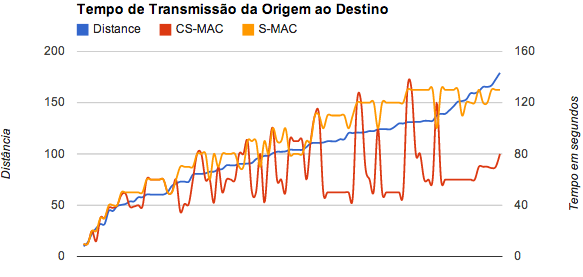 Tempo de Transmissão da Origem ao Destino
Distance CS-MAC S-MAC
200 160
150 120
100 80
50 40
0 0
Distância
Tempo em segundos